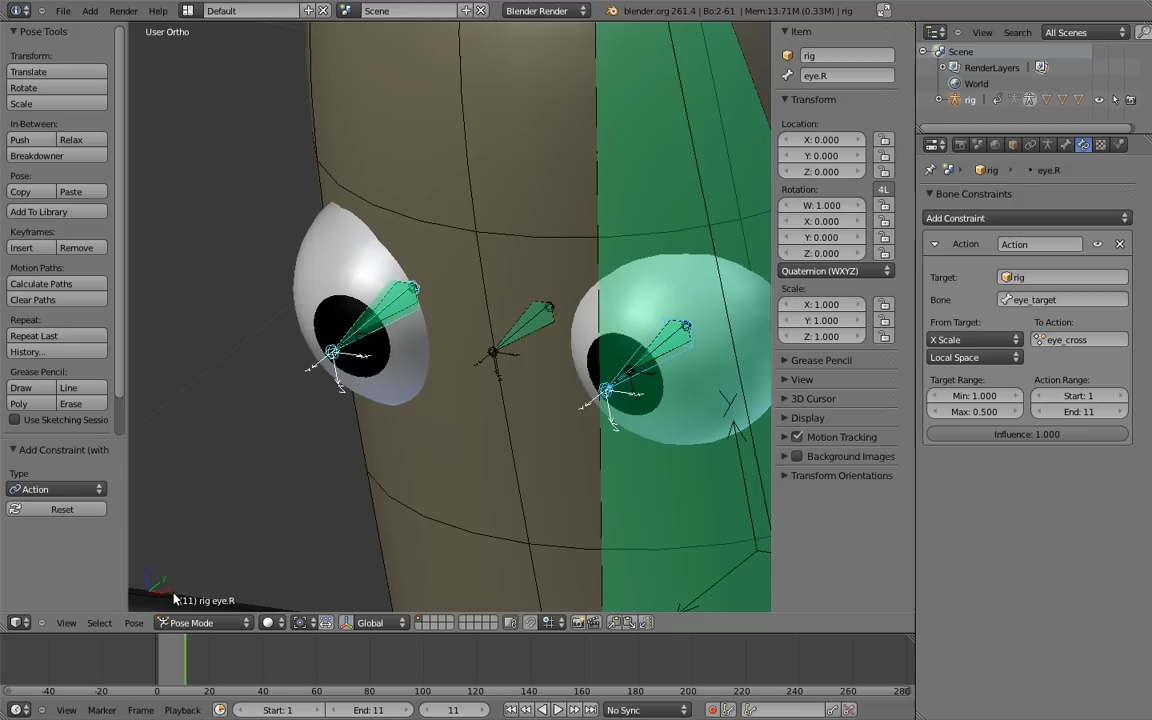 File Add Render Help Default Scene Blender Render blender.org 261.4 | Bo:2-61 | Mem:13.71M (0.33M) | rig
Pose Tools
Transform:
Translate
Rotate
Scale
In-Between:
Push Relax
Breakdowner
Pose:
Copy Paste
Add To Library
Keyframes:
Insert Remove
Motion Paths:
Calculate Paths
Clear Paths
Repeat:
Repeat Last
History...
Grease Pencil:
Draw Line
Poly Erase
Use Sketching Sessio
Add Constraint (with
Type
Action
Reset
User Ortho
Y
(11) rig eye.R
View Select Pose Pose Mode Global
Item
rig
eye.R
Transform
Location:
X: 0.000
Y: 0.000
Z: 0.000
Rotation:
4L
W: 1.000
X: 0.000
Y: 0.000
Z: 0.000
Quaternion (WXYZ)
Scale:
X: 1.000
Y: 1.000
Z: 1.000
Grease Pencil
View
3D Cursor
Display
Motion Tracking
Background Images
Transform Orientations
View Search All Scenes
Scene
RenderLayers
World
rig
rig eye.R
Bone Constraints
Add Constraint
Action Action
Target: rig
Bone eye_target
From Target: To Action:
X Scale eye_cross
Local Space
Target Range: Action Range:
Min: 1.000 Start: 1
Max: 0.500 End: 11
Influence: 1.000
-40 -20 0 20 40 60 80 100 120 140 160 180 200 220 240 260 280
View Marker Frame Playback Start: 1 End: 11 11 No Sync